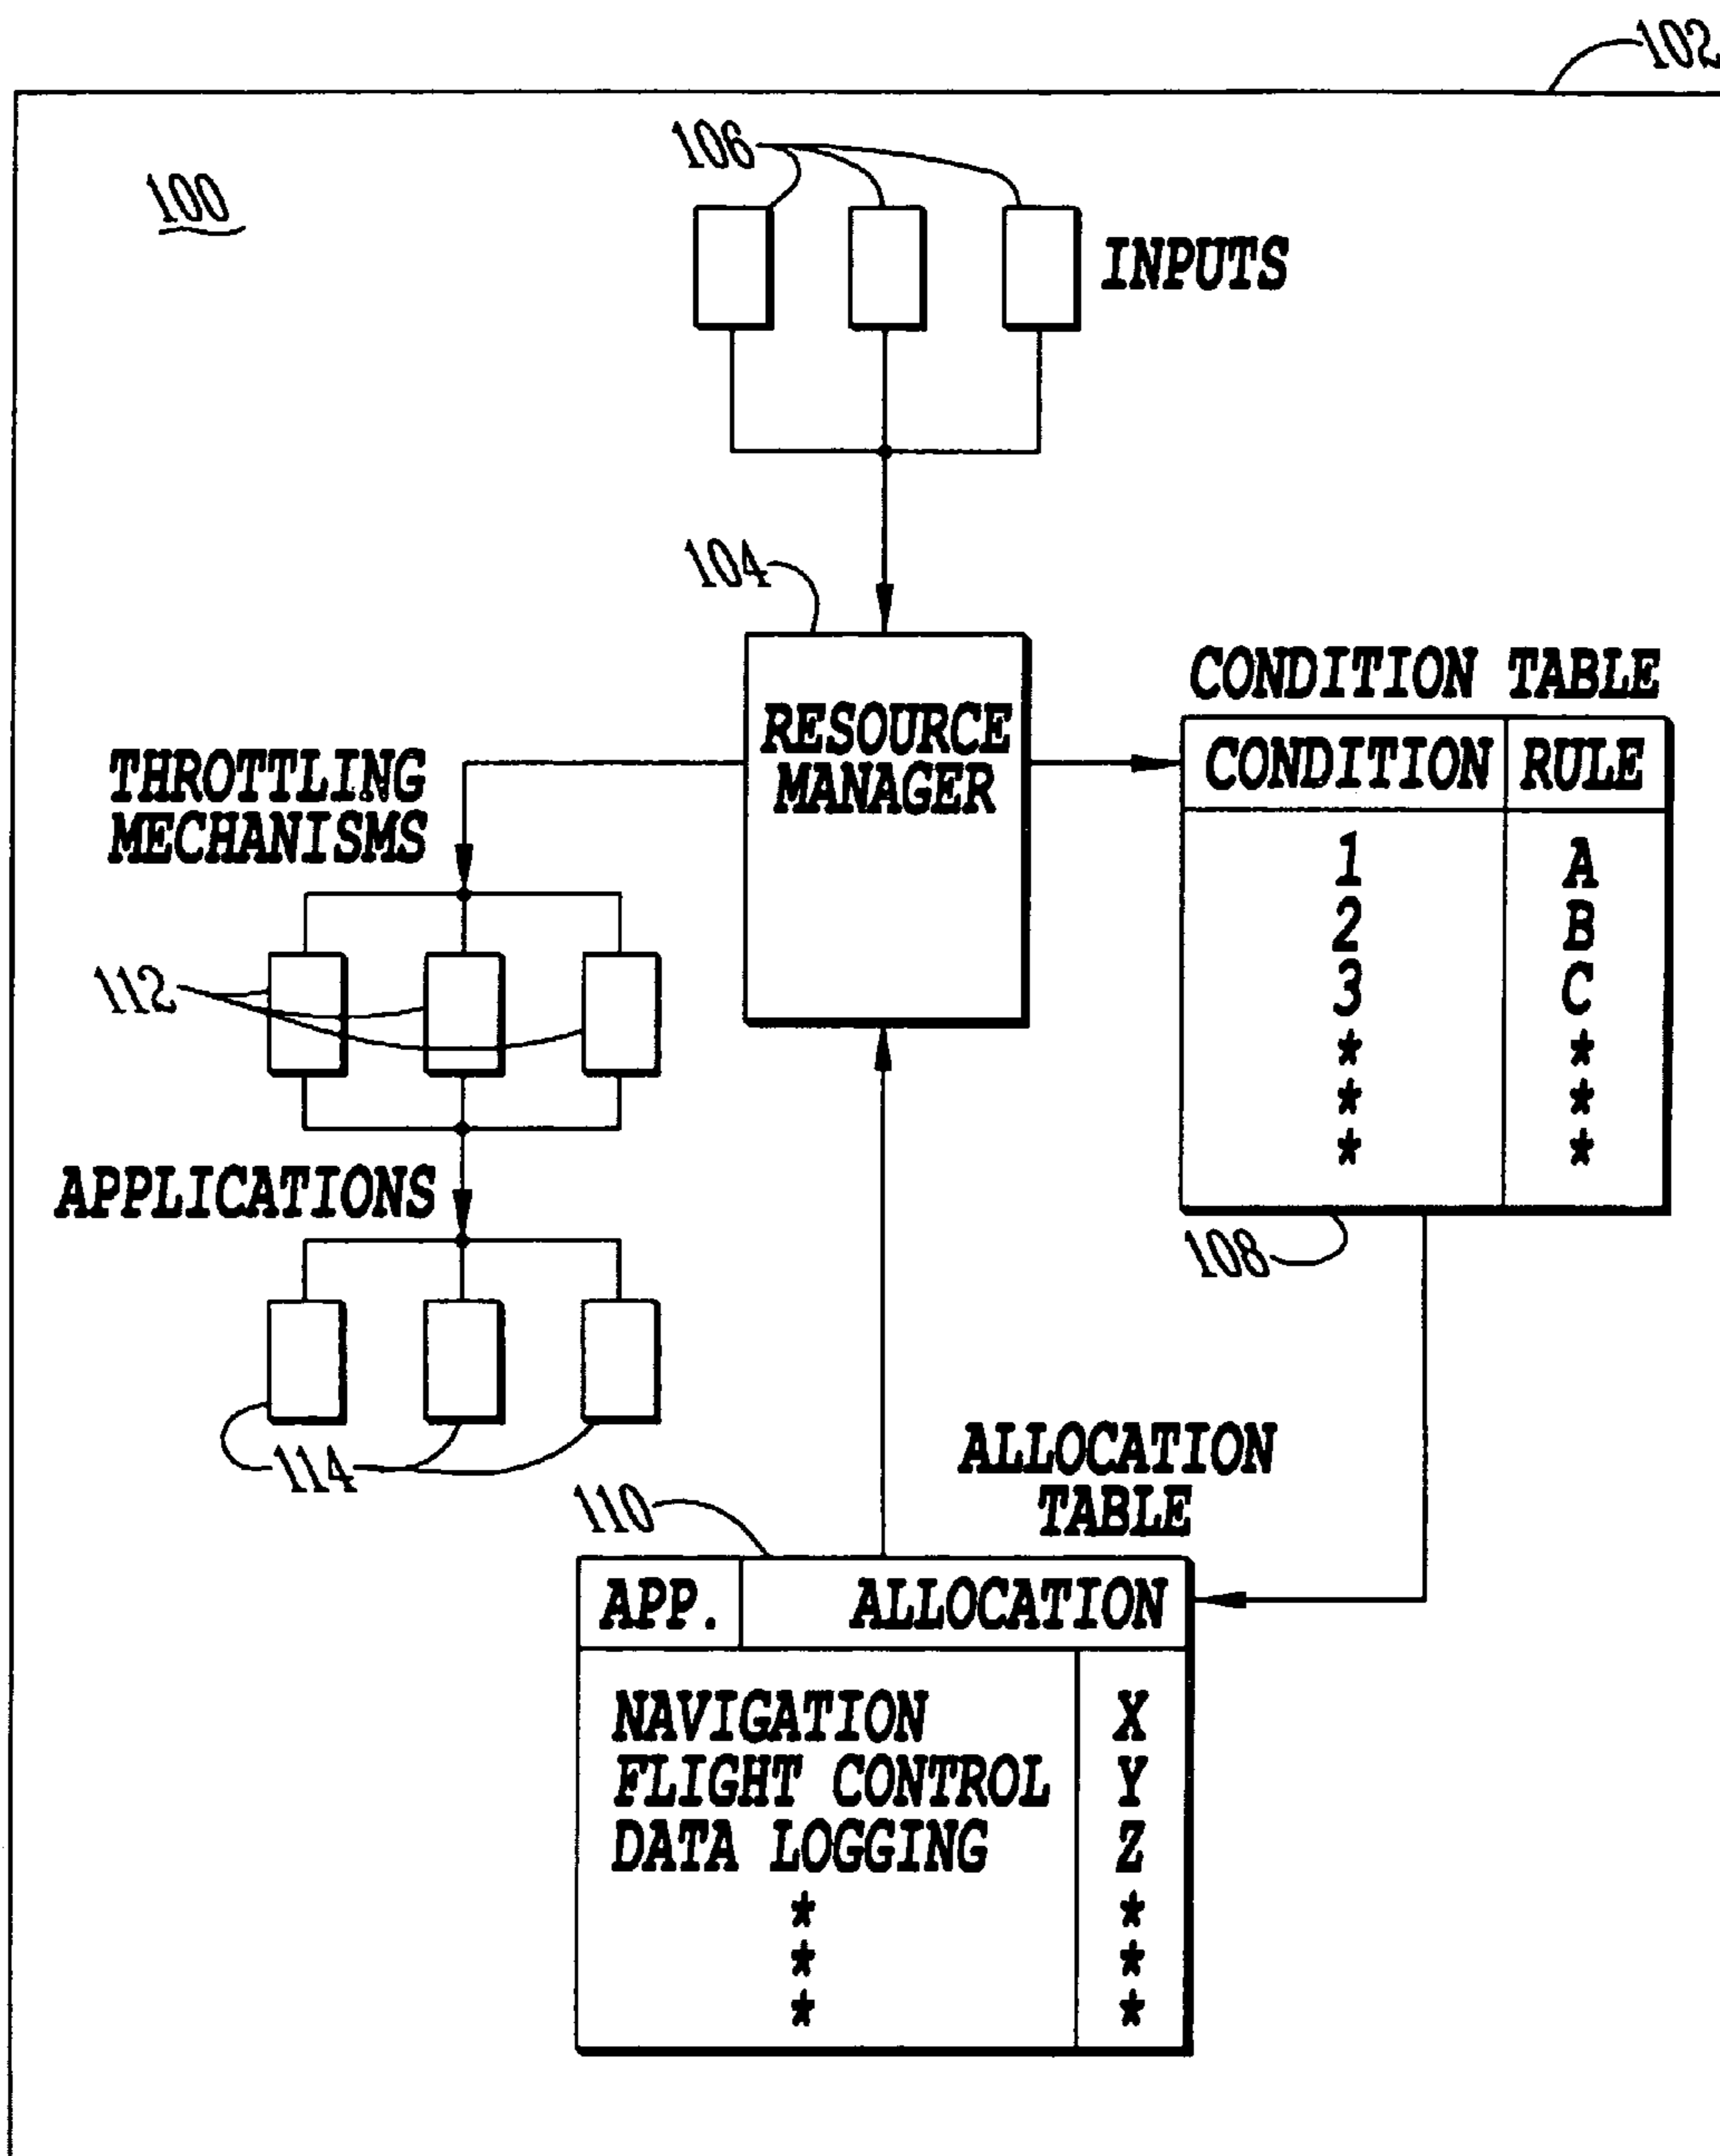 102
100
106
INPUTS
104
RESOURCE
MANAGER
CONDITION TABLE
CONDITION RULE
1 A
2 B
3 C
* *
* *
* *
108
THROTTLING
MECHANISMS
112
APPLICATIONS
114
ALLOCATION
TABLE
110
APP. ALLOCATION
NAVIGATION X
FLIGHT CONTROL Y
DATA LOGGING Z
* *
* *
* *